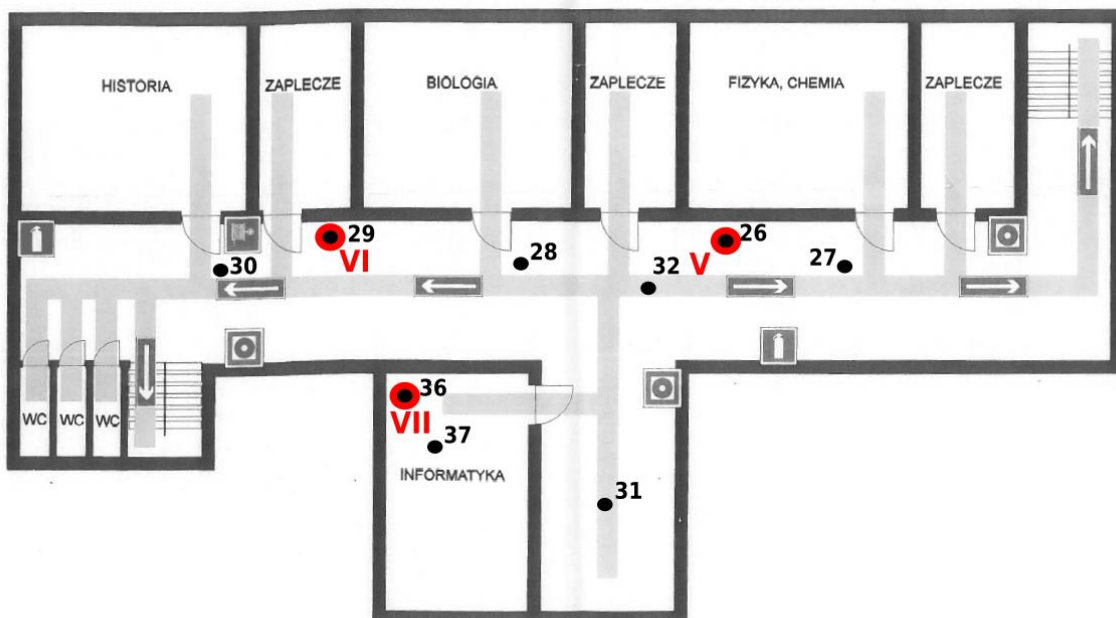 HISTORIA
ZAPLECZE
BIOLOGIA
ZAPLECZE
FIZYKA, CHEMIA
ZAPLECZE
29
VI
30
28
32
26
V
27
WC
WC
WC
36
VII
37
INFORMATYKA
31